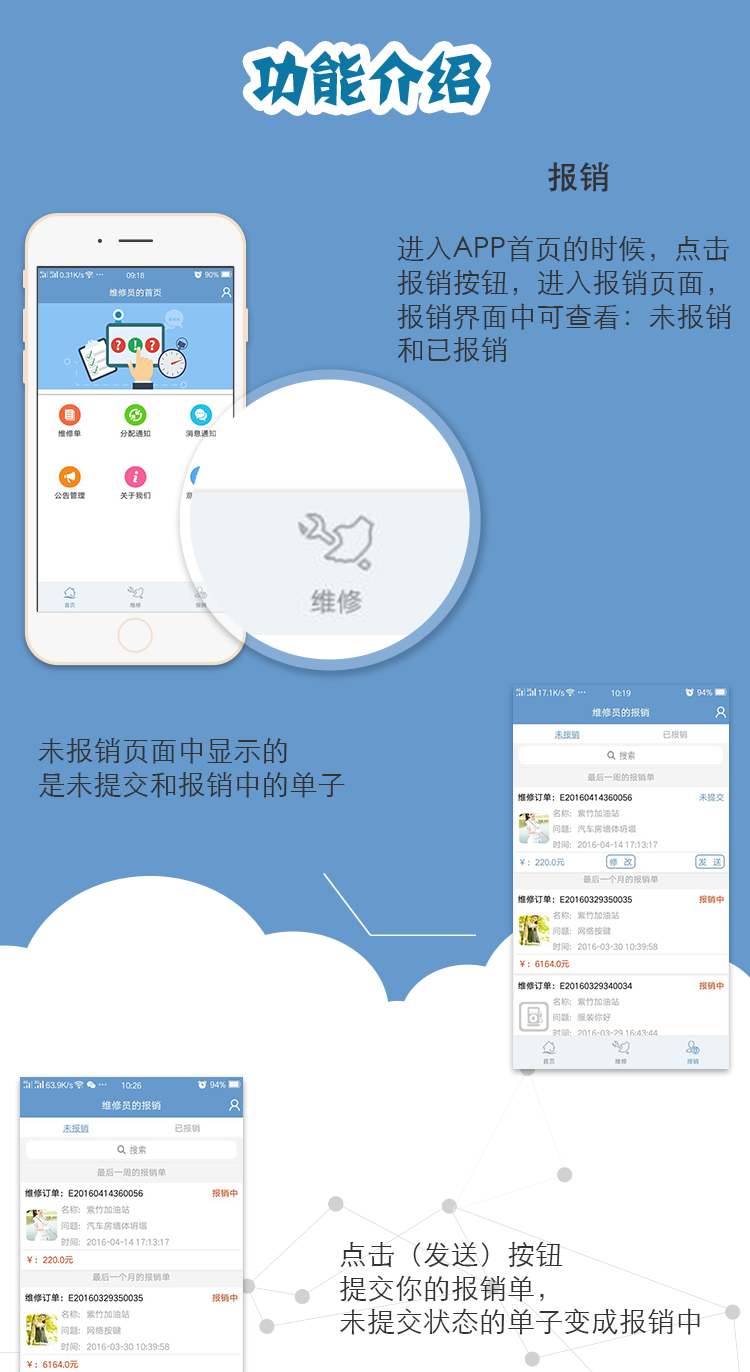 功能介绍
报销
进入APP首页的时候，点击
报销按钮，进入报销页面，
报销界面中可查看：未报销
和已报销
0.31K/s 09:18 90%
维修员的首页
维修单 分配通知 消息通知
公告管理 关于我们
首页 维修 报销
维修
未报销页面中显示的
是未提交和报销中的单子
17.1K/s 10:19 94%
维修员的报销
未报销 已报销
搜索
最后一周的报销单
维修订单：E20160414360056 未提交
名称： 紫竹加油站
问题： 汽车房墙体坍塌
时间： 2016-04-14 17:13:17
￥：220.0元 修 改 发 送
最后一个月的报销单
维修订单：E20160329350035 报销中
名称： 紫竹加油站
问题： 网络按键
时间： 2016-03-30 10:39:58
￥：6164.0元
维修订单：E20160329340034 报销中
名称： 紫竹加油站
问题： 服装你好
时间： 2016-03-29 16:43:44
首页 维修 报销
63.9K/s 10:26 94%
维修员的报销
未报销 已报销
搜索
最后一周的报销单
维修订单：E20160414360056 报销中
名称： 紫竹加油站
问题： 汽车房墙体坍塌
时间： 2016-04-14 17:13:17
￥：220.0元
最后一个月的报销单
维修订单：E20160329350035 报销中
名称： 紫竹加油站
问题： 网络按键
时间： 2016-03-30 10:39:58
￥：6164.0元
点击（发送）按钮
提交你的报销单，
未提交状态的单子变成报销中